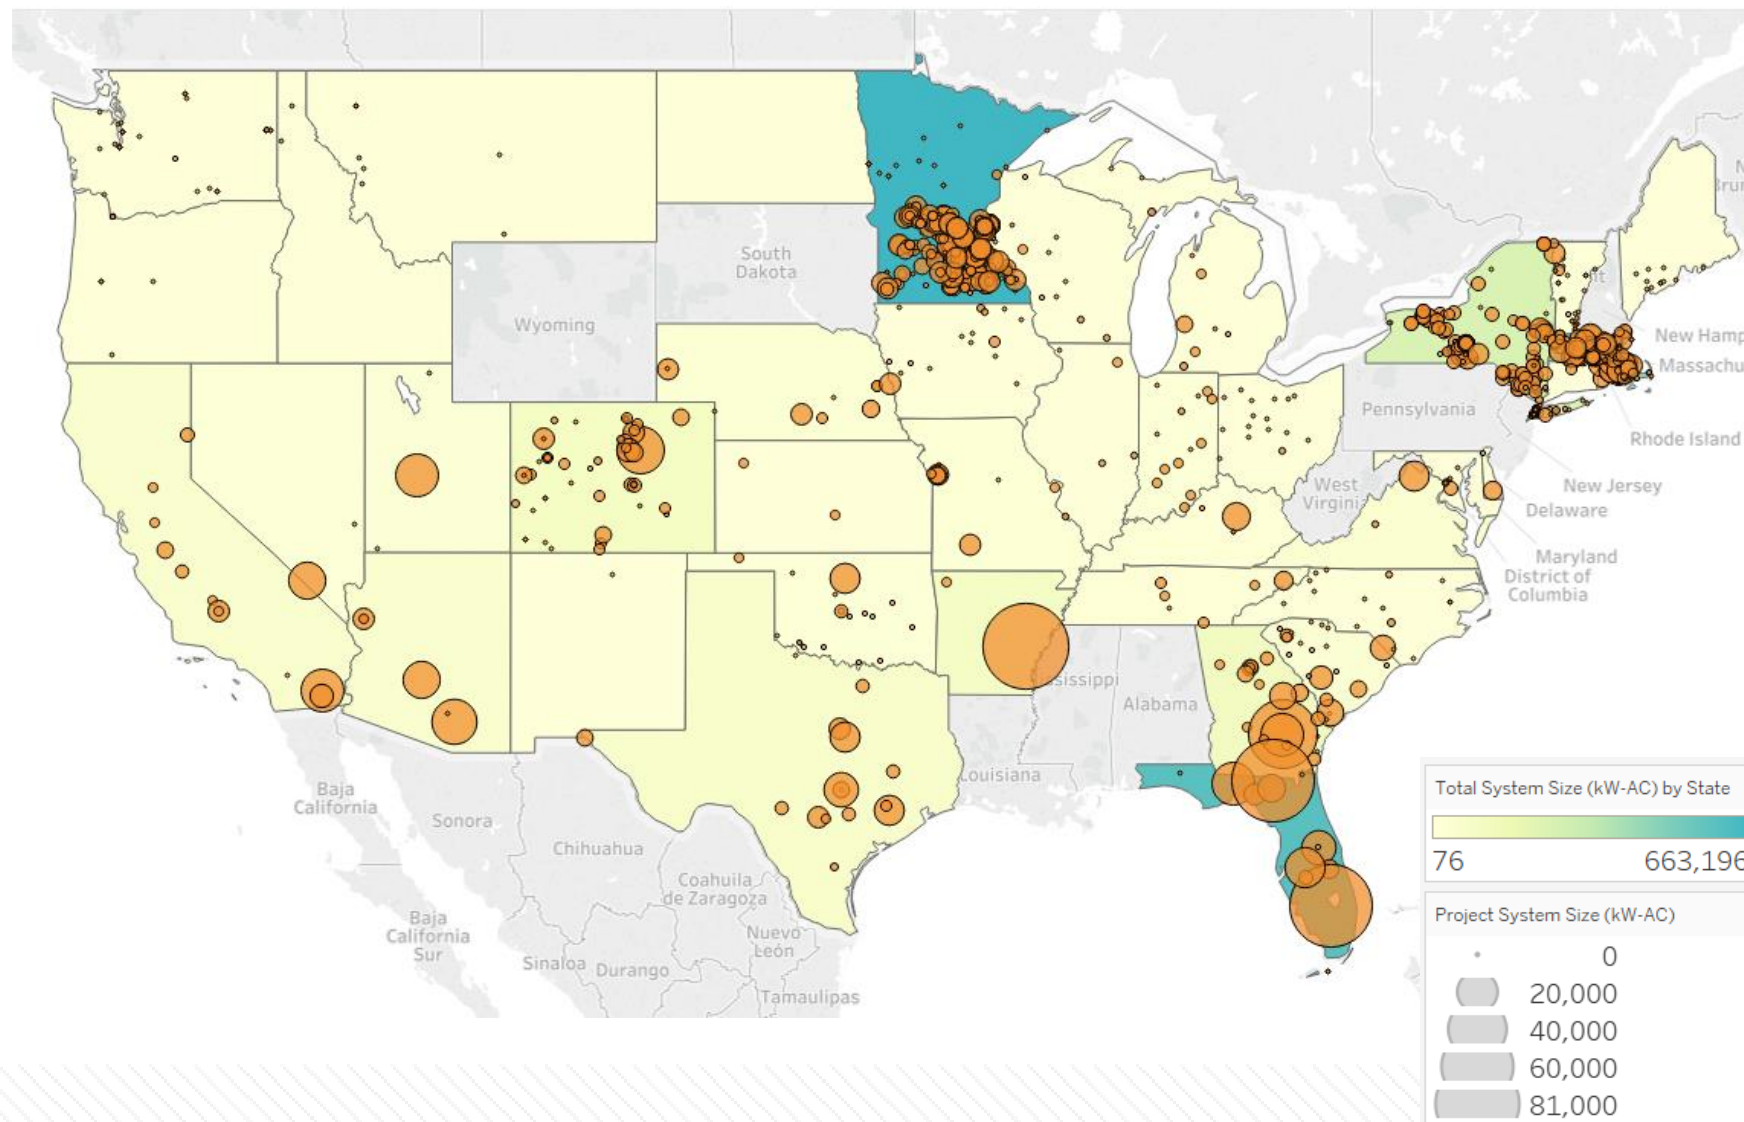 South
Dakota
Wyoming
New Hamp
Massachu
Pennsylvania
Rhode Island
West
Virgini
New Jersey
Delaware
Maryland
District of
Columbia
ississippi
Alabama
Louisiana
Baja
California
Sonora
Chihuahua
Coahuila
de Zaragoza
Baja
California
Sur
Nuevo
León
Sinaloa
Durango
Tamaulipas
Total System Size (kW-AC) by State
76
663,196
Project System Size (kW-AC)
0
20,000
40,000
60,000
81,000